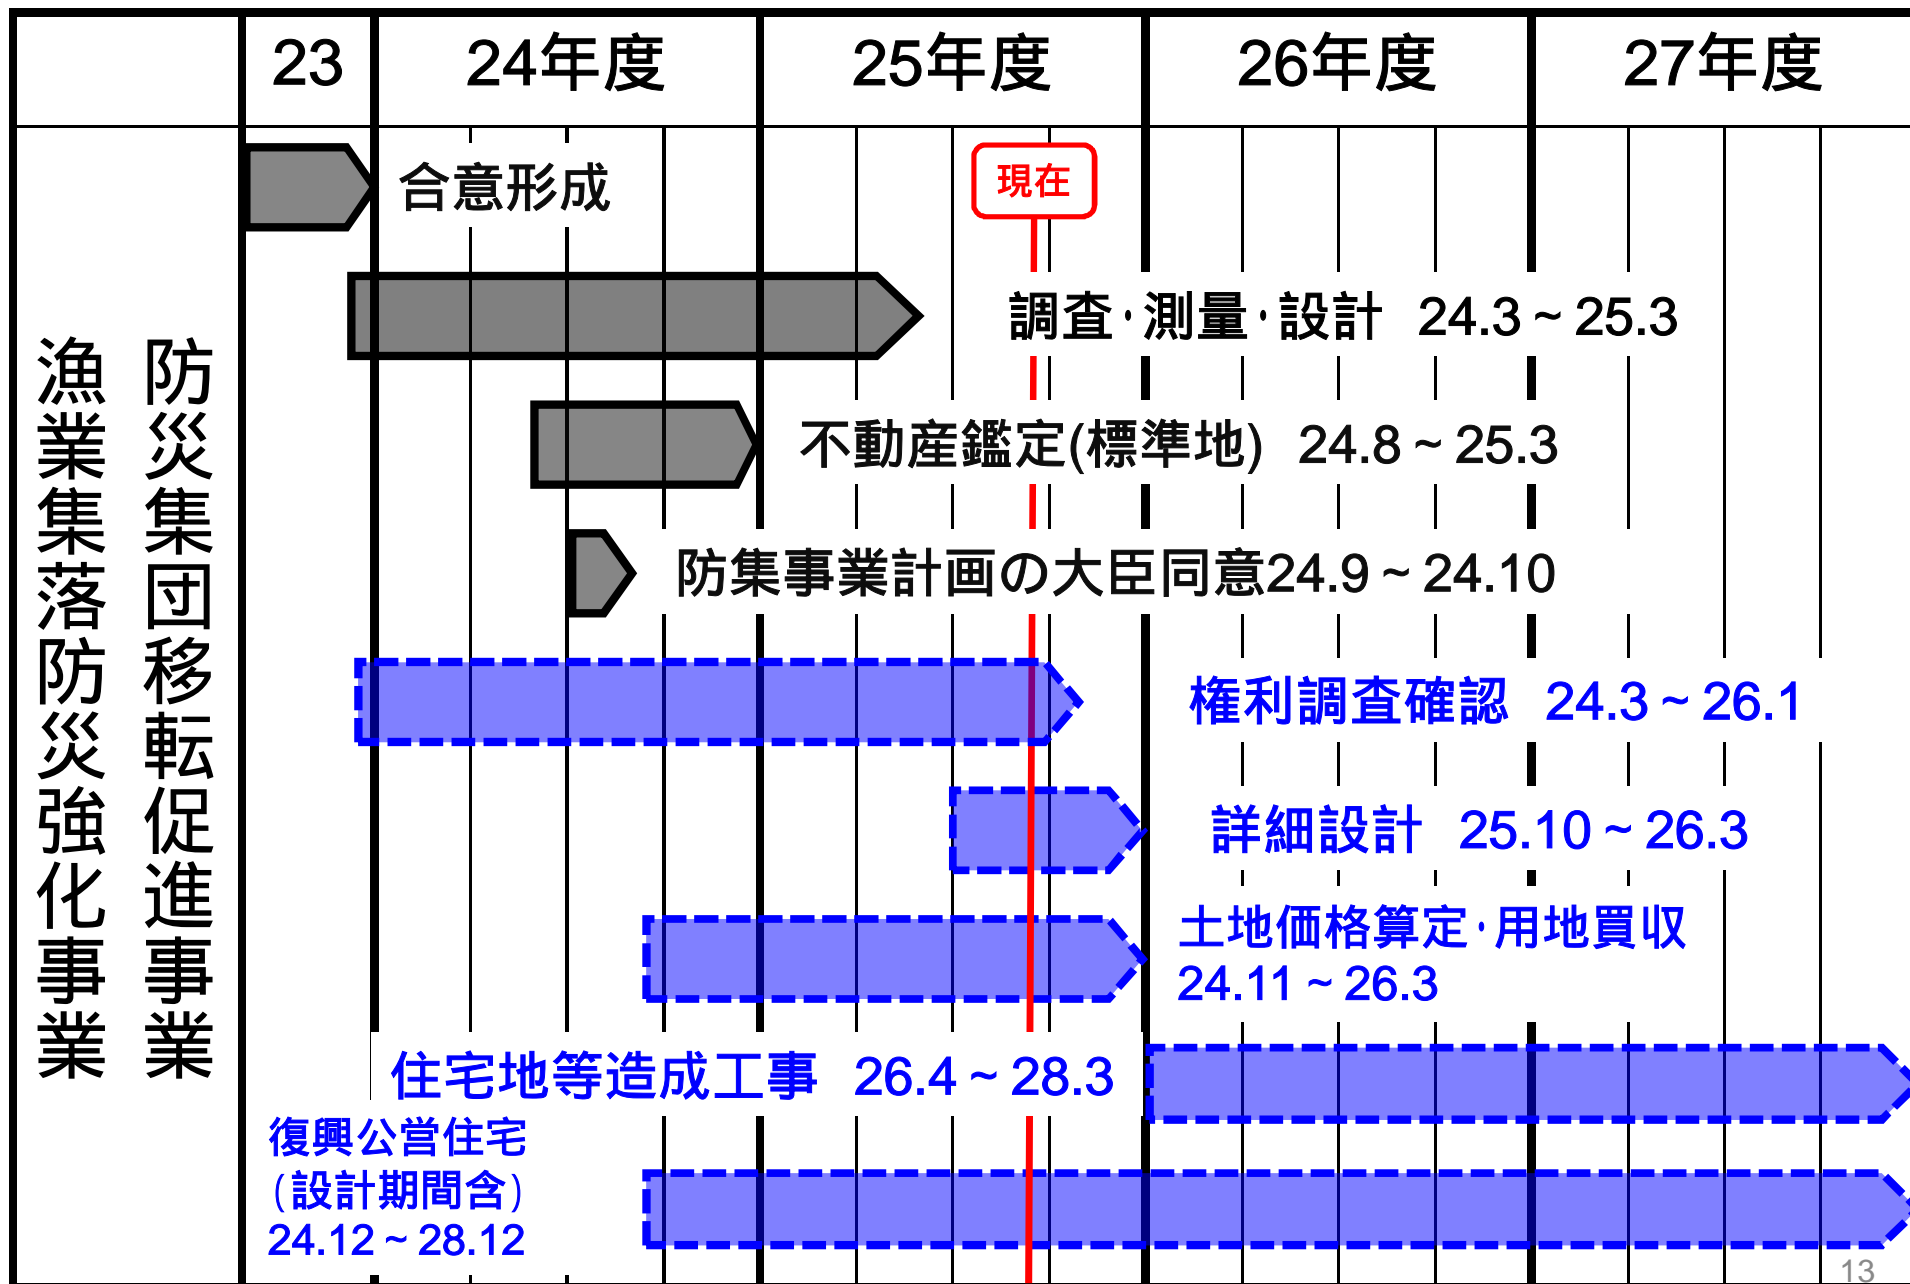 23
24年度
25年度
26年度
27年度
防災集団移転促進事業
漁業集落防災強化事業
現在
合意形成
調査・測量・設計 24.3～25.3
不動産鑑定(標準地) 24.8～25.3
防集事業計画の大臣同意24.9～24.10
権利調査確認 24.3～26.1
詳細設計 25.10～26.3
土地価格算定・用地買収
24.11～26.3
住宅地等造成工事 26.4～28.3
復興公営住宅
(設計期間含)
24.12～28.12
13